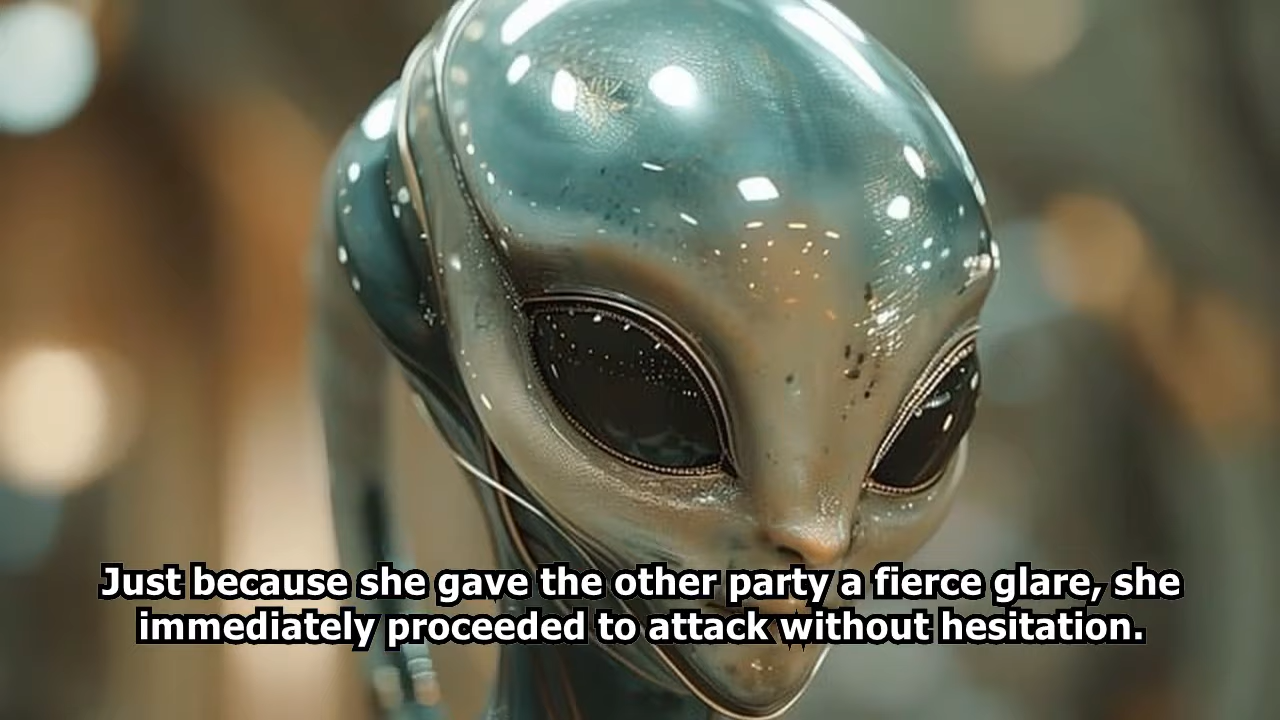 Just because she gave the other party a fierce glare, she
immediately proceeded to attack without hesitation.